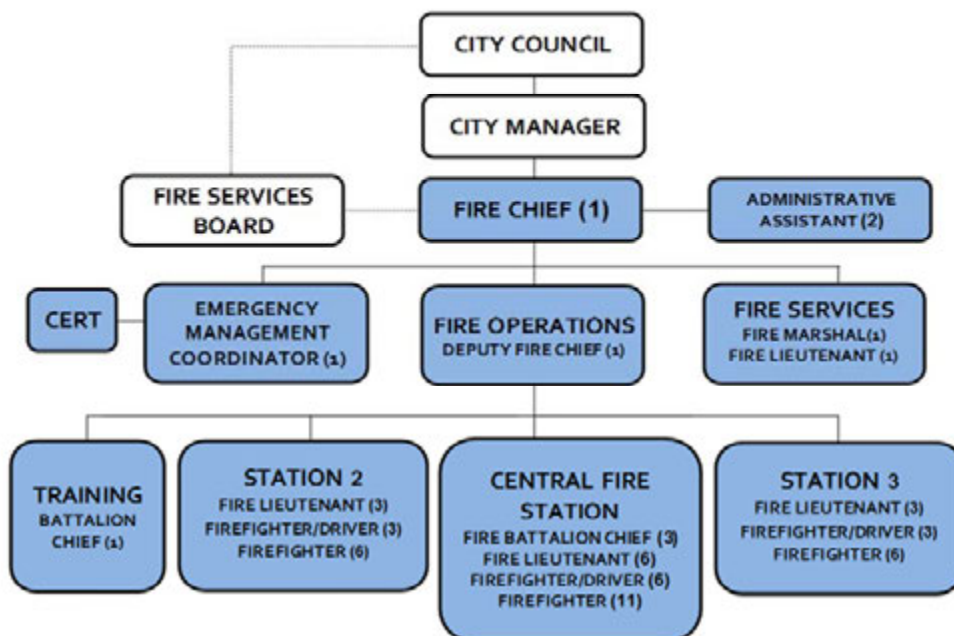 CITY COUNCIL
CITY MANAGER
FIRE SERVICES
BOARD
FIRE CHIEF (1)
ADMINISTRATIVE
ASSISTANT (2)
CERT
EMERGENCY
MANAGEMENT
COORDINATOR (1)
FIRE OPERATIONS
DEPUTY FIRE CHIEF (1)
FIRE SERVICES
FIRE MARSHAL(1)
FIRE LIEUTENANT (1)
TRAINING
BATTALION
CHIEF (1)
STATION 2
FIRE LIEUTENANT (3)
FIREFIGHTER/DRIVER (3)
FIREFIGHTER (6)
CENTRAL FIRE
STATION
FIRE BATTALION CHIEF (3)
FIRE LIEUTENANT (6)
FIREFIGHTER/DRIVER (6)
FIREFIGHTER (11)
STATION 3
FIRE LIEUTENANT (3)
FIREFIGHTER/DRIVER (3)
FIREFIGHTER (6)